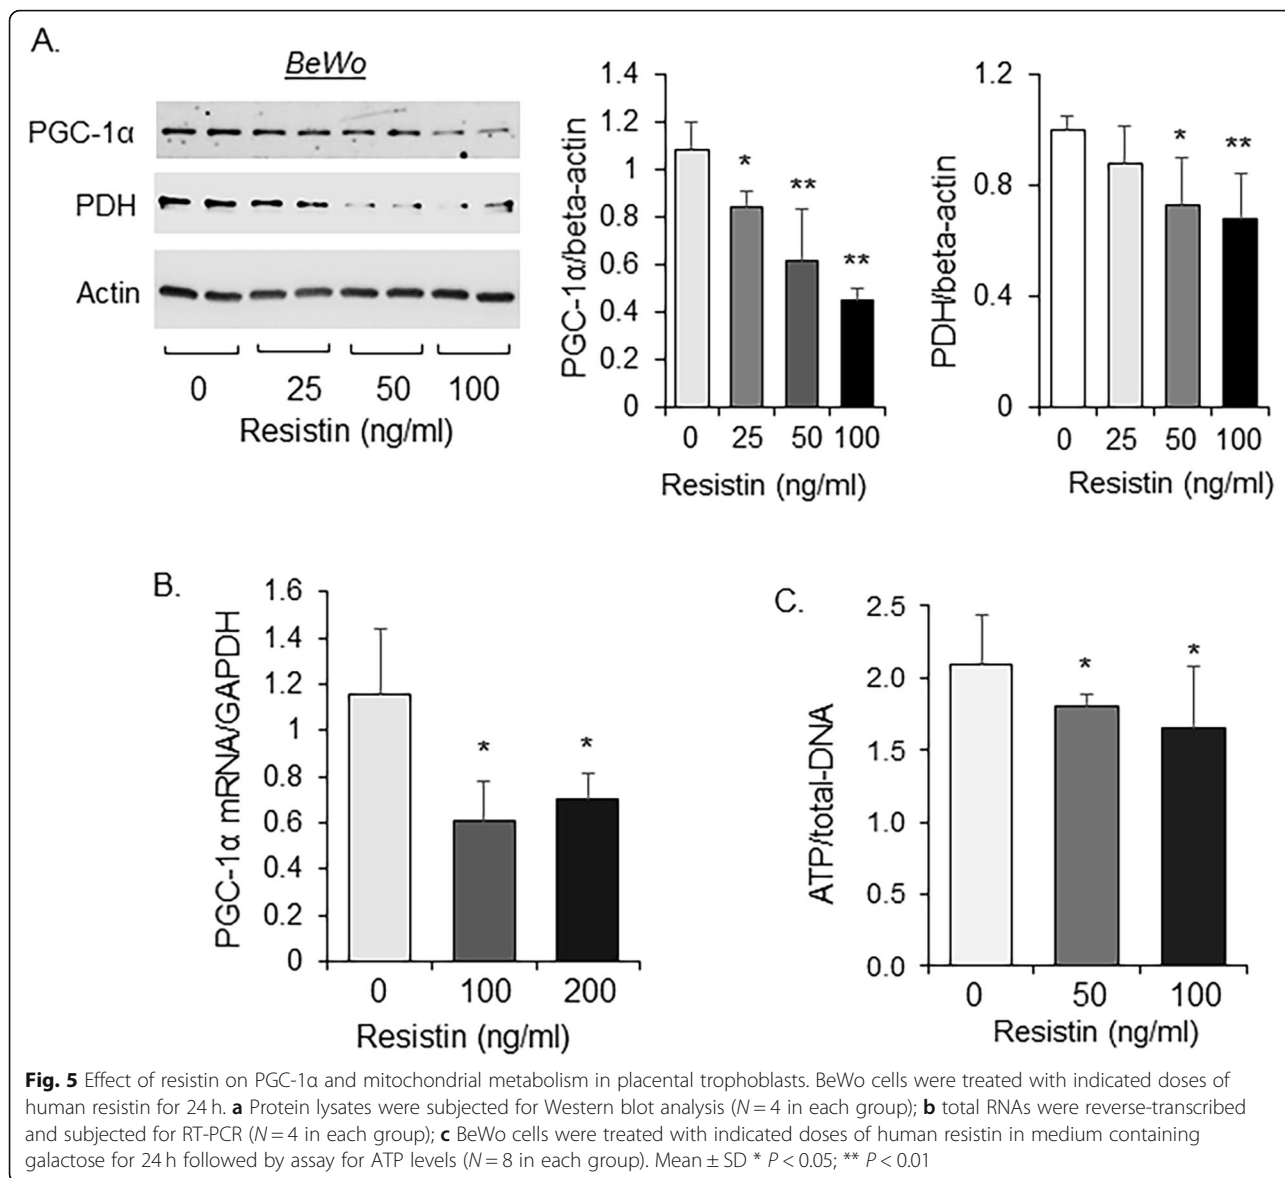 A.
BeWo
PGC-1α
PDH
Actin
0 25 50 100
Resistin (ng/ml)
PGC-1α/beta-actin
1.4
1.2
1
0.8
0.6
0.4
0.2
0
*
**
**
0 25 50 100
Resistin (ng/ml)
PDH/beta-actin
1.2
0.8
0.4
0
*
**
0 25 50 100
Resistin (ng/ml)
B.
PGC-1α mRNA/GAPDH
1.6
1.4
1.2
1
0.8
0.6
0.4
0.2
0
*
*
0 100 200
Resistin (ng/ml)
C.
ATP/total-DNA
2.5
2.0
1.5
1.0
0.5
0.0
*
*
0 50 100
Resistin (ng/ml)
Fig. 5 Effect of resistin on PGC-1α and mitochondrial metabolism in placental trophoblasts. BeWo cells were treated with indicated doses of
human resistin for 24 h. a Protein lysates were subjected for Western blot analysis (N = 4 in each group); b total RNAs were reverse-transcribed
and subjected for RT-PCR (N = 4 in each group); c BeWo cells were treated with indicated doses of human resistin in medium containing
galactose for 24 h followed by assay for ATP levels (N = 8 in each group). Mean ± SD * P < 0.05; ** P < 0.01